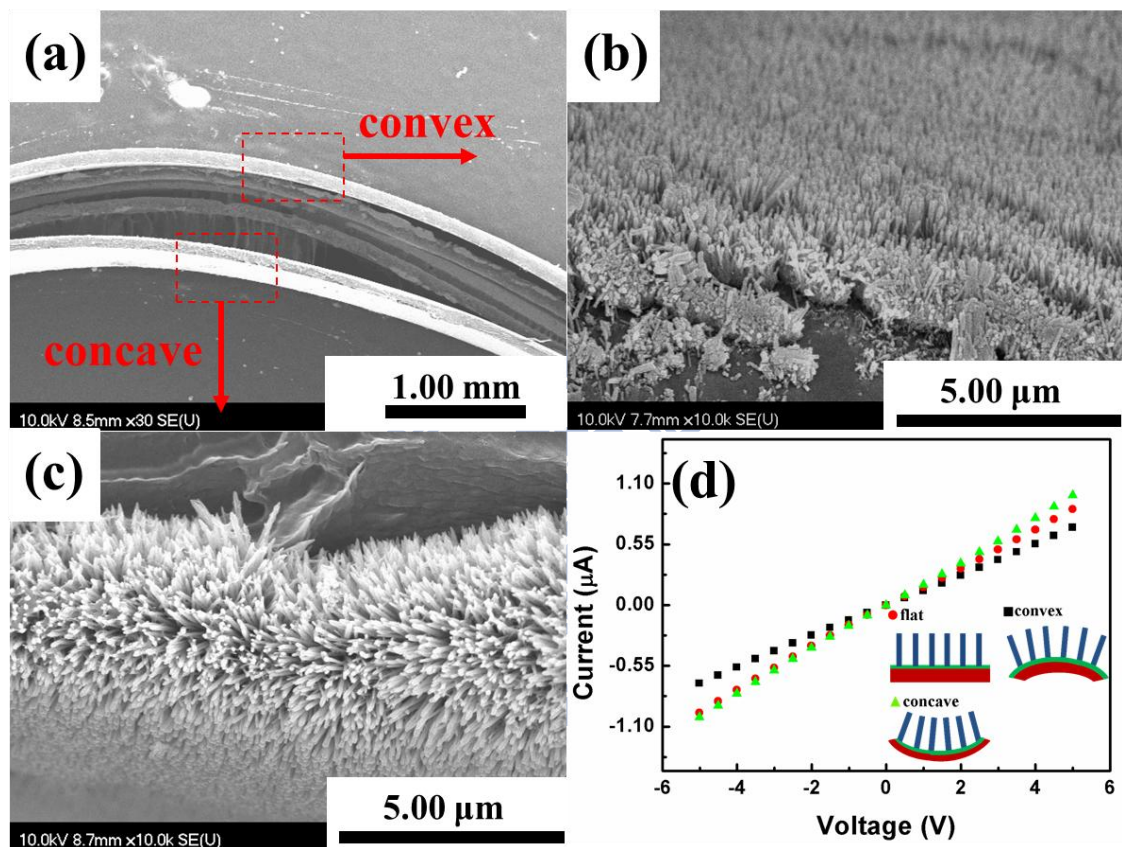 (a)
convex
concave
1.00 mm
10.0kV 8.5mm x30 SE(U)
(b)
5.00 µm
10.0kV 7.7mm x10.0k SE(U)
(c)
5.00 µm
10.0kV 8.7mm x10.0k SE(U)
(d)
Current (µA)
1.10
0.55
0.00
-0.55
-1.10
flat
convex
concave
-6 -4 -2 0 2 4 6
Voltage (V)